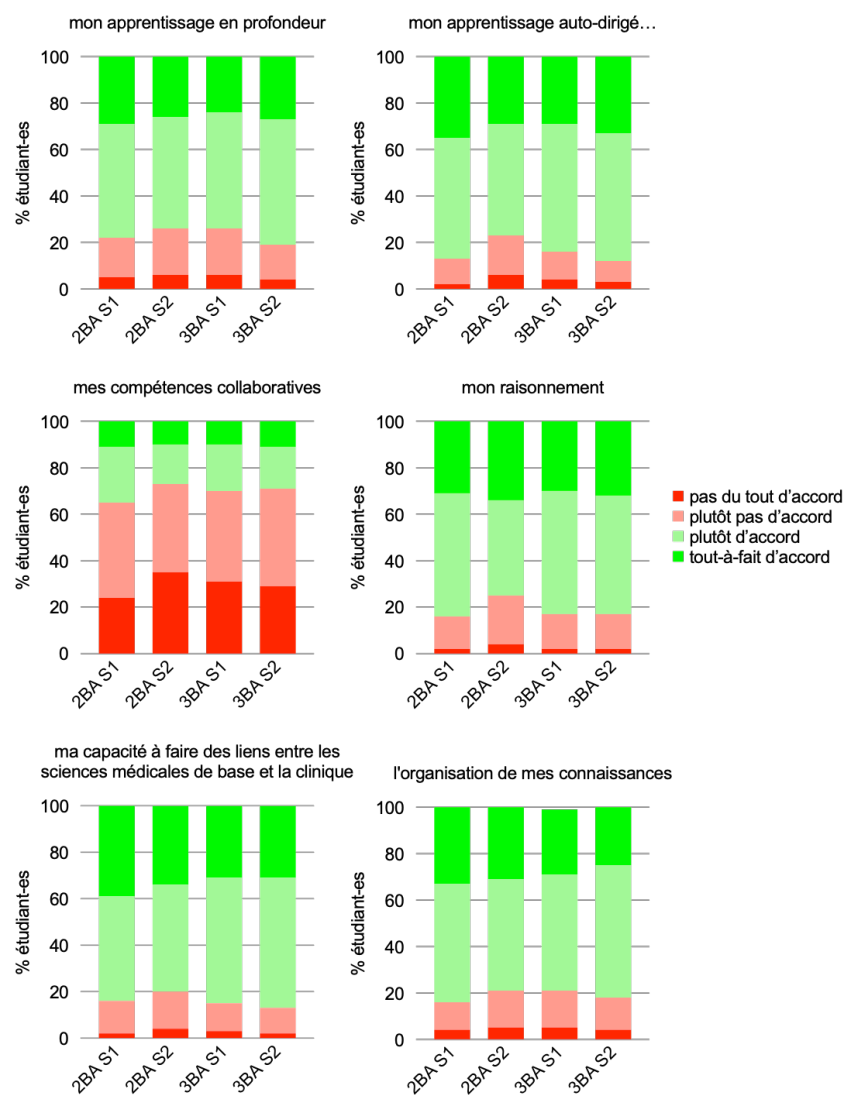 mon apprentissage en profondeur
100
80
60
40
20
0
% étudiant-es
2BA S1
2BA S2
3BA S1
3BA S2
mon apprentissage auto-dirigé…
100
80
60
40
20
0
% étudiant-es
2BA S1
2BA S2
3BA S1
3BA S2
mes compétences collaboratives
100
80
60
40
20
0
% étudiant-es
2BA S1
2BA S2
3BA S1
3BA S2
mon raisonnement
100
80
60
40
20
0
% étudiant-es
2BA S1
2BA S2
3BA S1
3BA S2
pas du tout d'accord
plutôt pas d'accord
plutôt d'accord
tout-à-fait d'accord
ma capacité à faire des liens entre les
sciences médicales de base et la clinique
100
80
60
40
20
0
% étudiant-es
2BA S1
2BA S2
3BA S1
3BA S2
l'organisation de mes connaissances
100
80
60
40
20
0
% étudiant-es
2BA S1
2BA S2
3BA S1
3BA S2